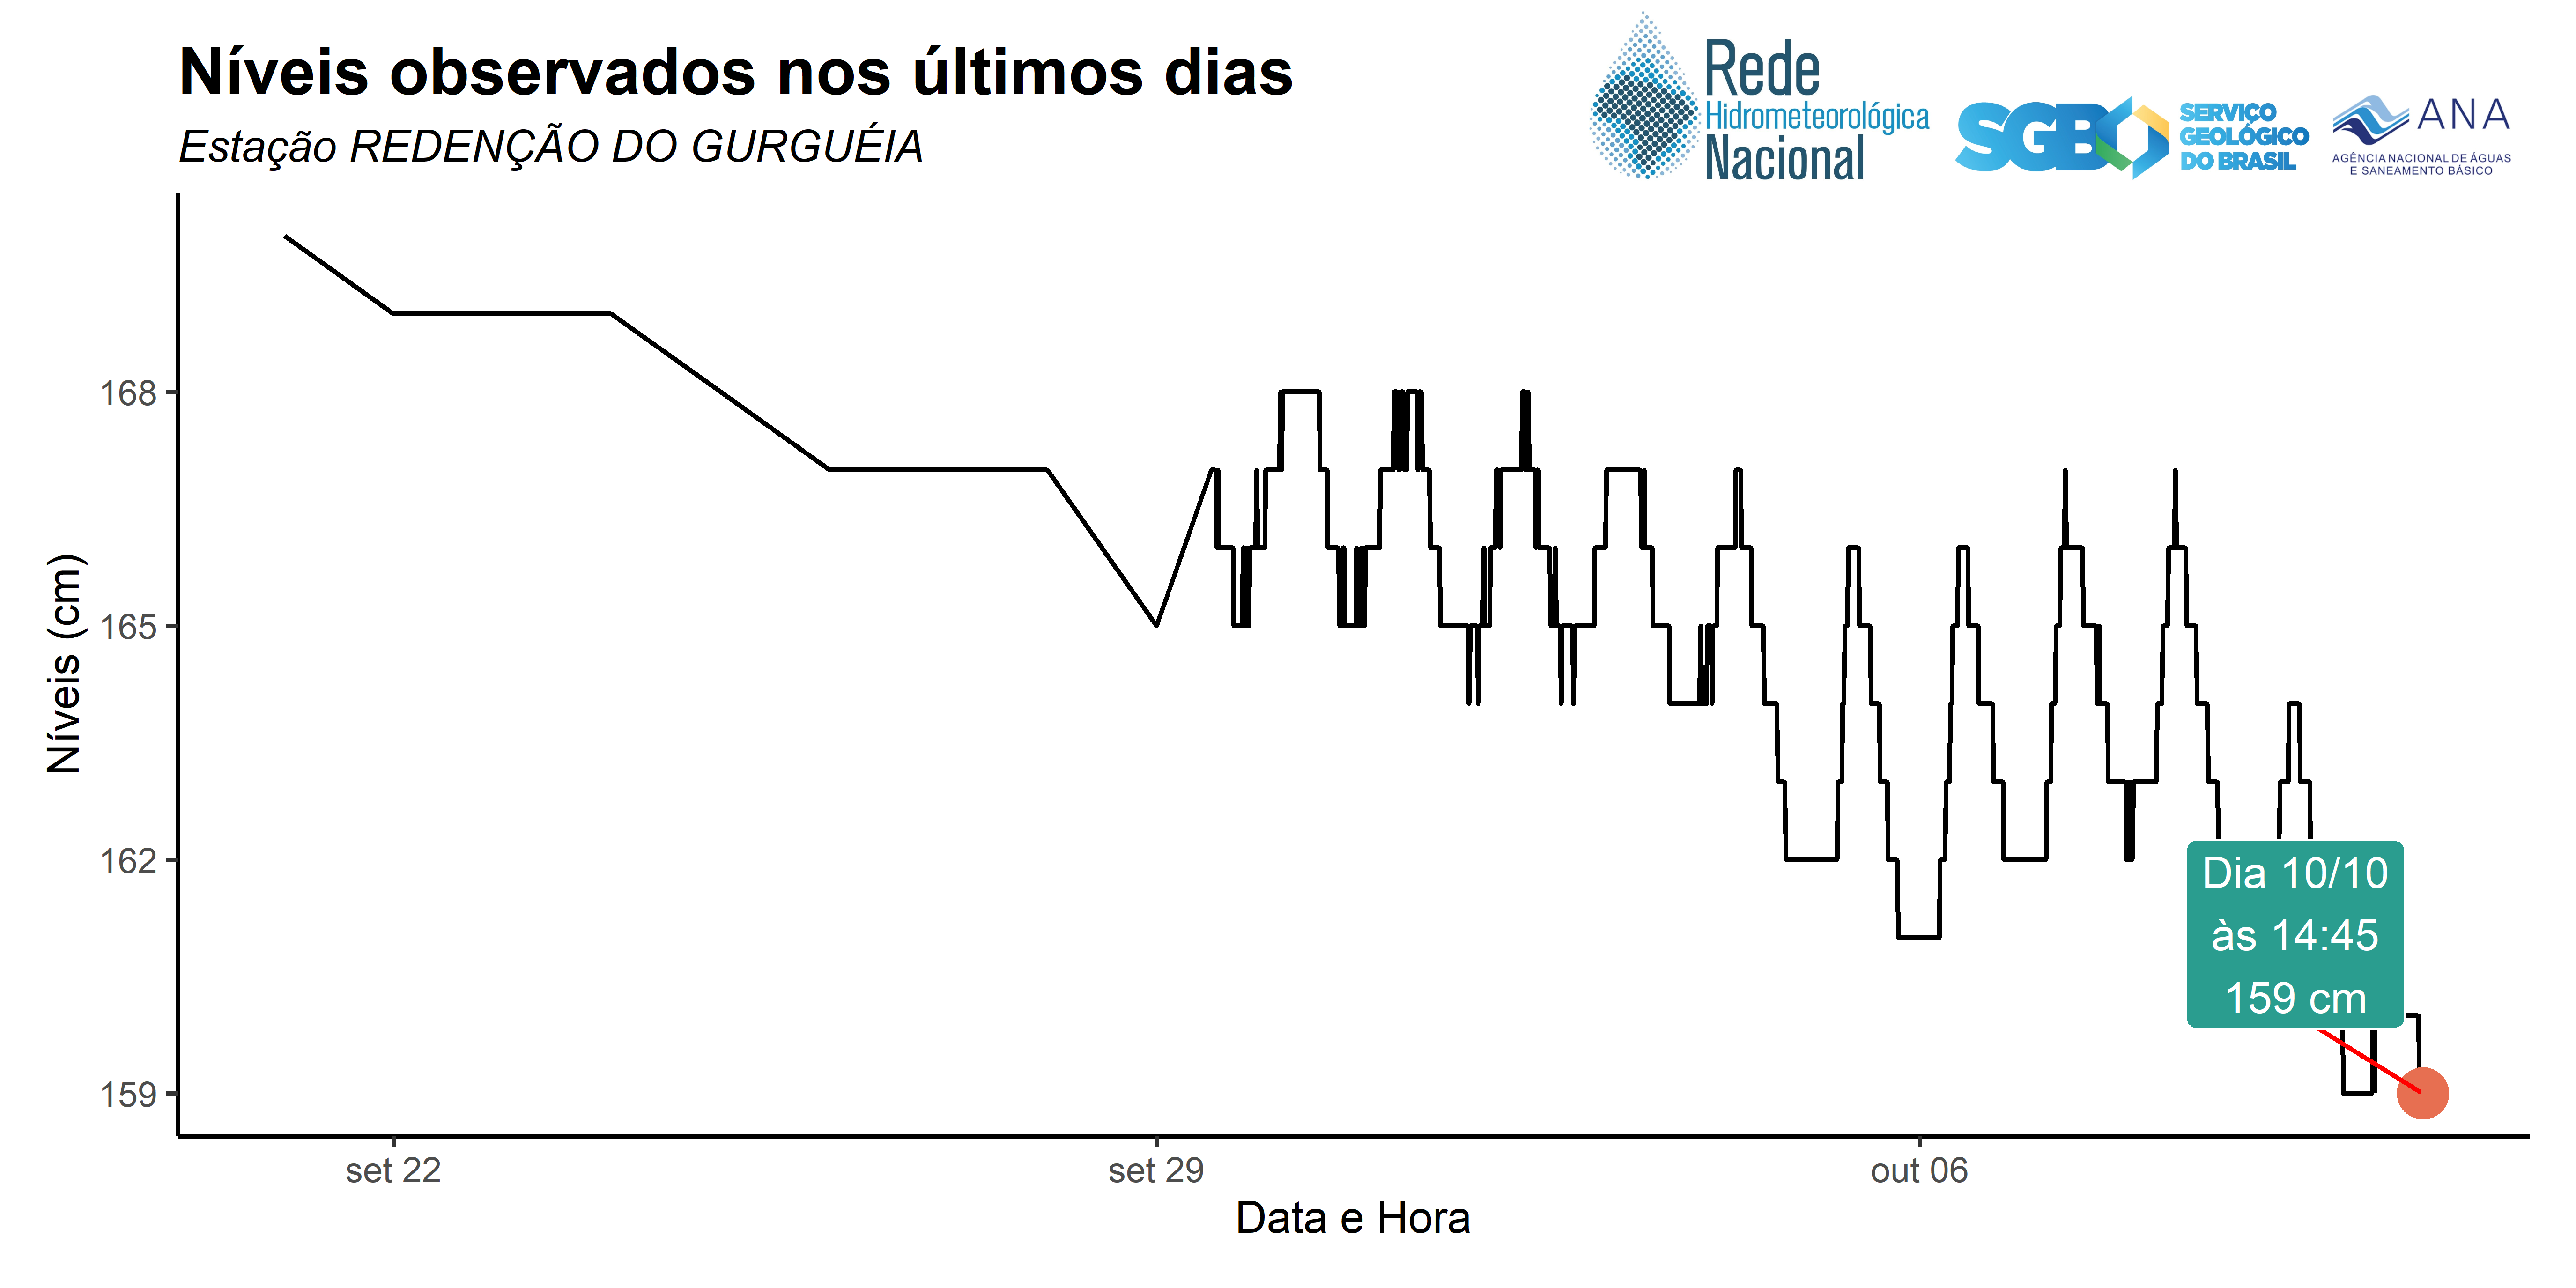 Níveis observados nos últimos dias
Estação REDENÇÃO DO GURGUÉIA
Rede
Hidrometeorológica
Nacional
SGB
SERVIÇO
GEOLÓGICO
DO BRASIL
ANA
AGÊNCIA NACIONAL DE ÁGUAS
E SANEAMENTO BÁSICO
Níveis (cm)
168
165
162
159
Dia 10/10
às 14:45
159 cm
set 22
set 29
out 06
Data e Hora